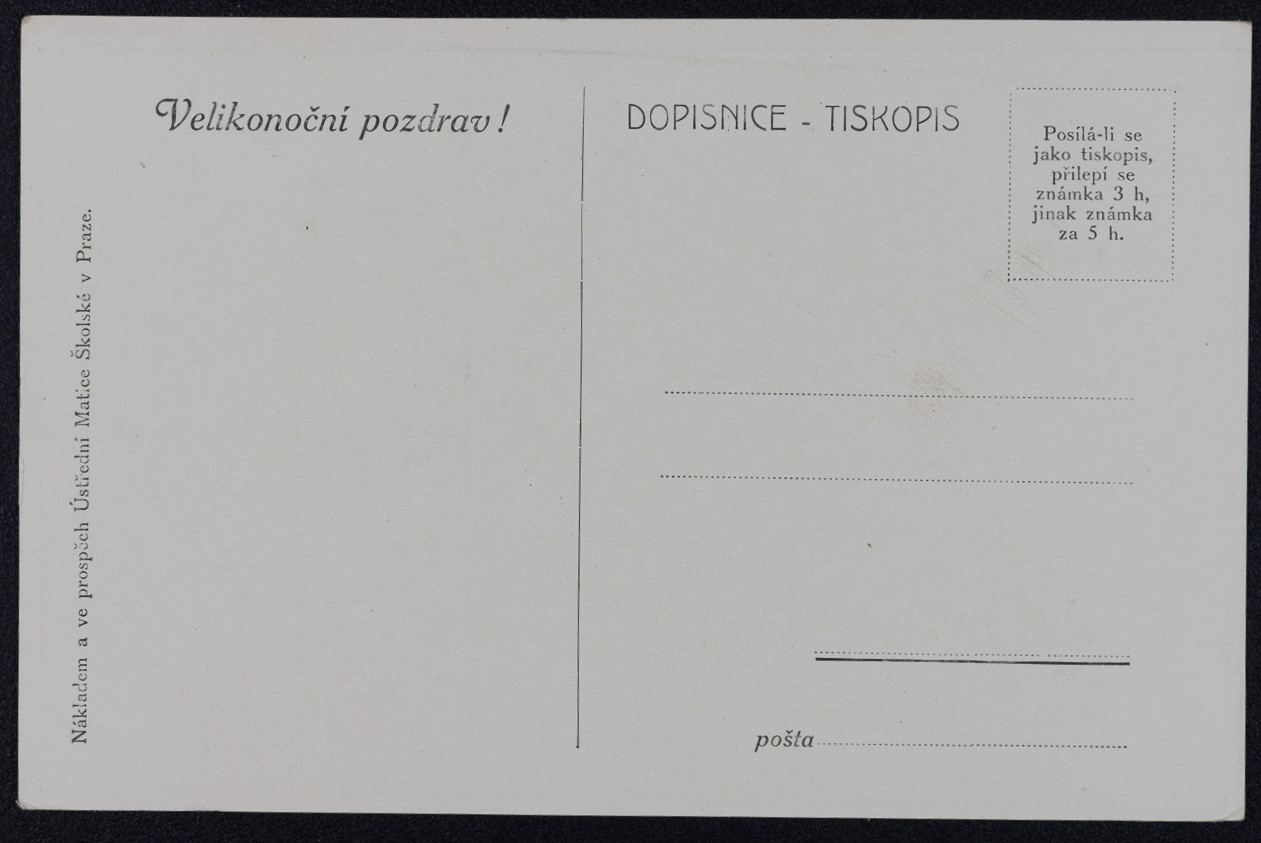 Velikonoční pozdrav!
Nákladem a ve prospěch Ústřední Matice Školské v Praze.
DOPISNICE - TISKOPIS
Posílá-li se
jako tiskopis,
přilepí se
známka 3 h,
jinak známka
za 5 h.
pošta